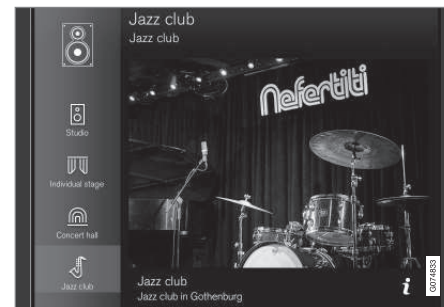 Jazz club
Jazz club
Nefertiti
Studio
Individual stage
Concert hall
Jazz club
Jazz club
Jazz club in Gothenburg
i
G074833